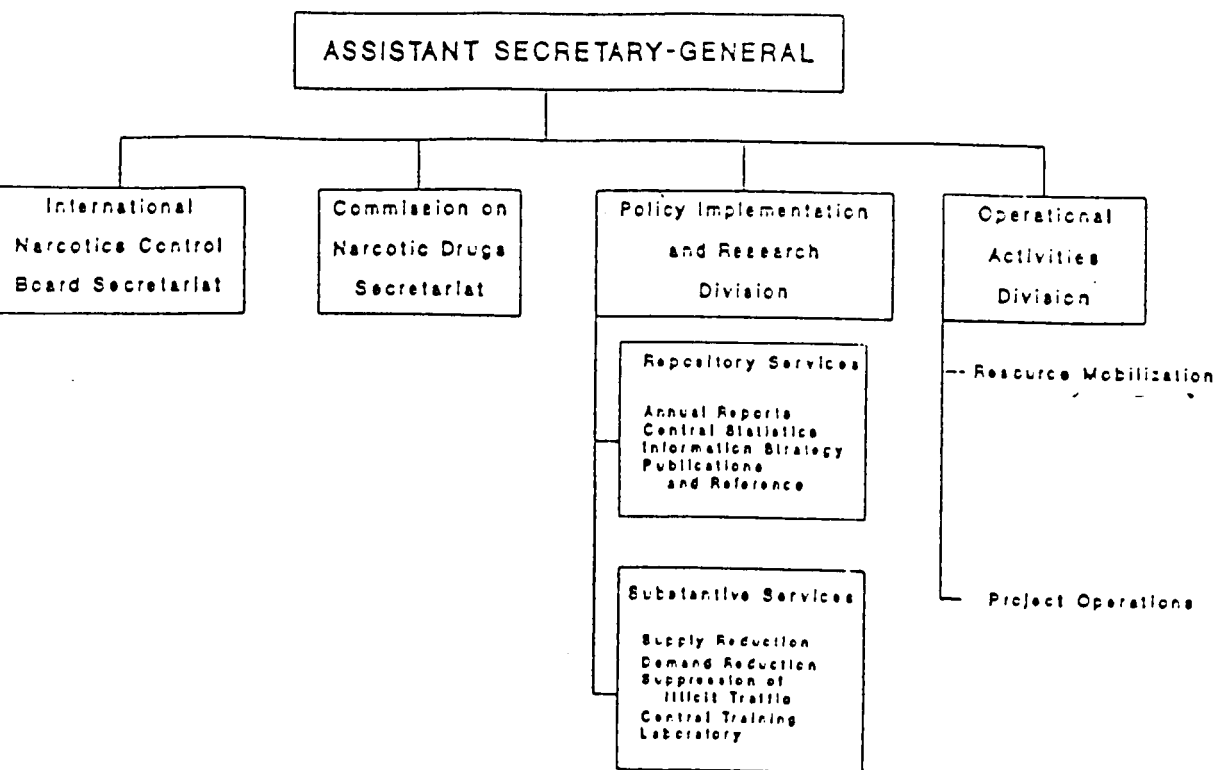 ASSISTANT SECRETARY-GENERAL
International
Narcotics Control
Board Secretariat
Commission on
Narcotic Drugs
Secretariat
Policy Implementation
and Research
Division
Operational
Activities
Division
Repository Services
Annual Reports
Central Statistics
Information Strategy
Publications
and Reference
Resource Mobilization
Substantive Services
Supply Reduction
Demand Reduction
Suppression of
Illicit Traffic
Central Training
Laboratory
Project Operations